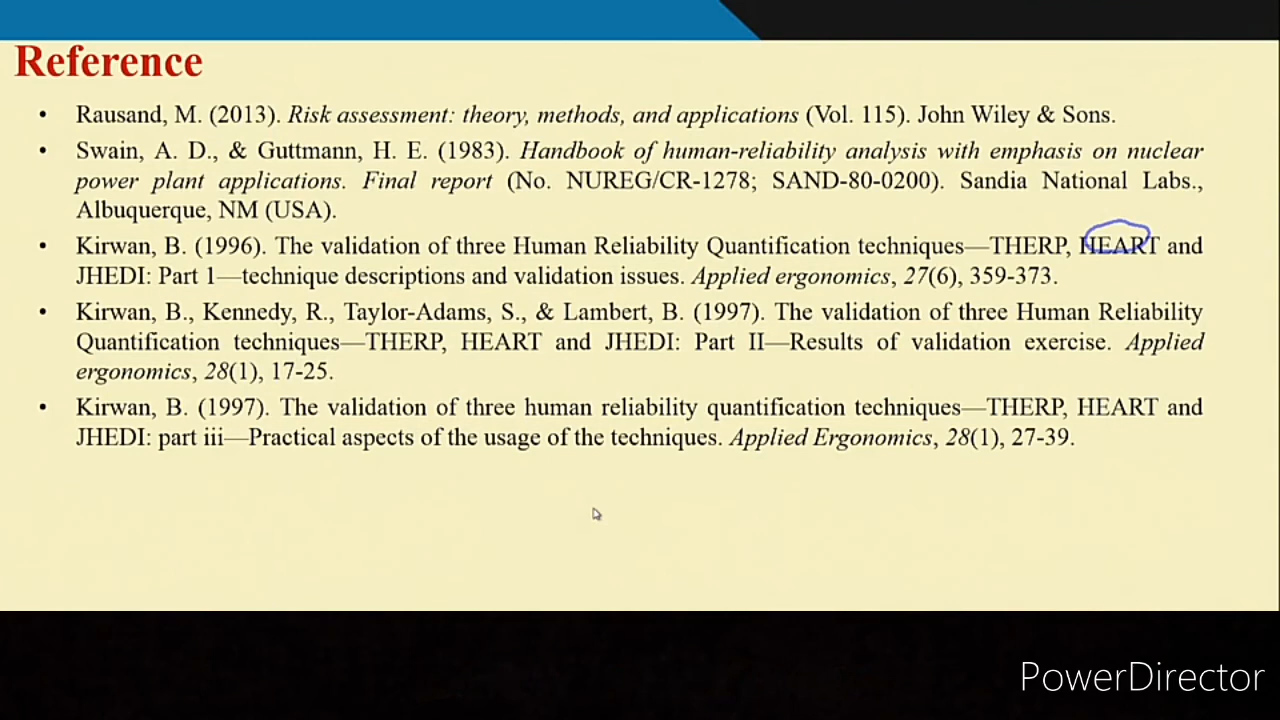 Reference
• Rausand, M. (2013). Risk assessment: theory, methods, and applications (Vol. 115). John Wiley & Sons.
• Swain, A. D., & Guttmann, H. E. (1983). Handbook of human-reliability analysis with emphasis on nuclear
power plant applications. Final report (No. NUREG/CR-1278; SAND-80-0200). Sandia National Labs.,
Albuquerque, NM (USA).
• Kirwan, B. (1996). The validation of three Human Reliability Quantification techniques—THERP, HEART and
JHEDI: Part 1—technique descriptions and validation issues. Applied ergonomics, 27(6), 359-373.
• Kirwan, B., Kennedy, R., Taylor-Adams, S., & Lambert, B. (1997). The validation of three Human Reliability
Quantification techniques—THERP, HEART and JHEDI: Part II—Results of validation exercise. Applied
ergonomics, 28(1), 17-25.
• Kirwan, B. (1997). The validation of three human reliability quantification techniques—THERP, HEART and
JHEDI: part iii—Practical aspects of the usage of the techniques. Applied Ergonomics, 28(1), 27-39.
PowerDirector